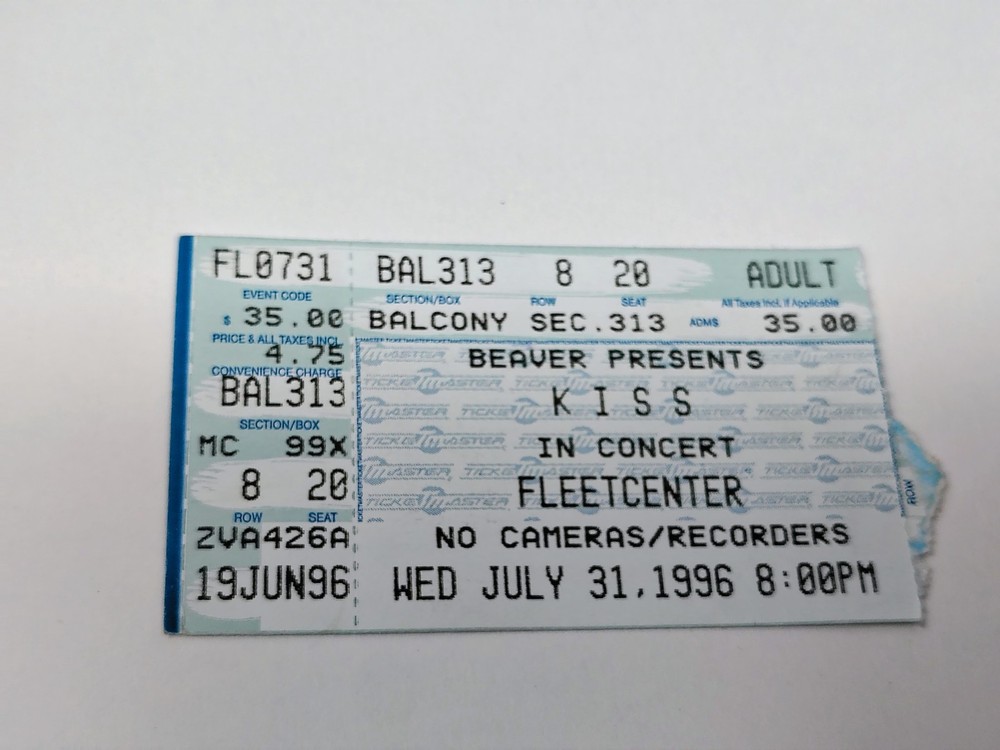 FL0731 BAL313 8 20 ADULT
EVENT CODE SECTION/BOX ROW SEAT All Taxes Incl. If Applicable
$ 35.00 BALCONY SEC.313 ADMS 35.00
PRICE & ALL TAXES INCL
4.75 BEAVER PRESENTS
CONVENIENCE CHARGE
BAL313 K I S S
SECTION/BOX
MC 99X IN CONCERT
8 20 FLEETCENTER
ROW SEAT
ZVA426A NO CAMERAS/RECORDERS
19JUN96 WED JULY 31,1996 8:00PM
ROW
TICKETMASTER